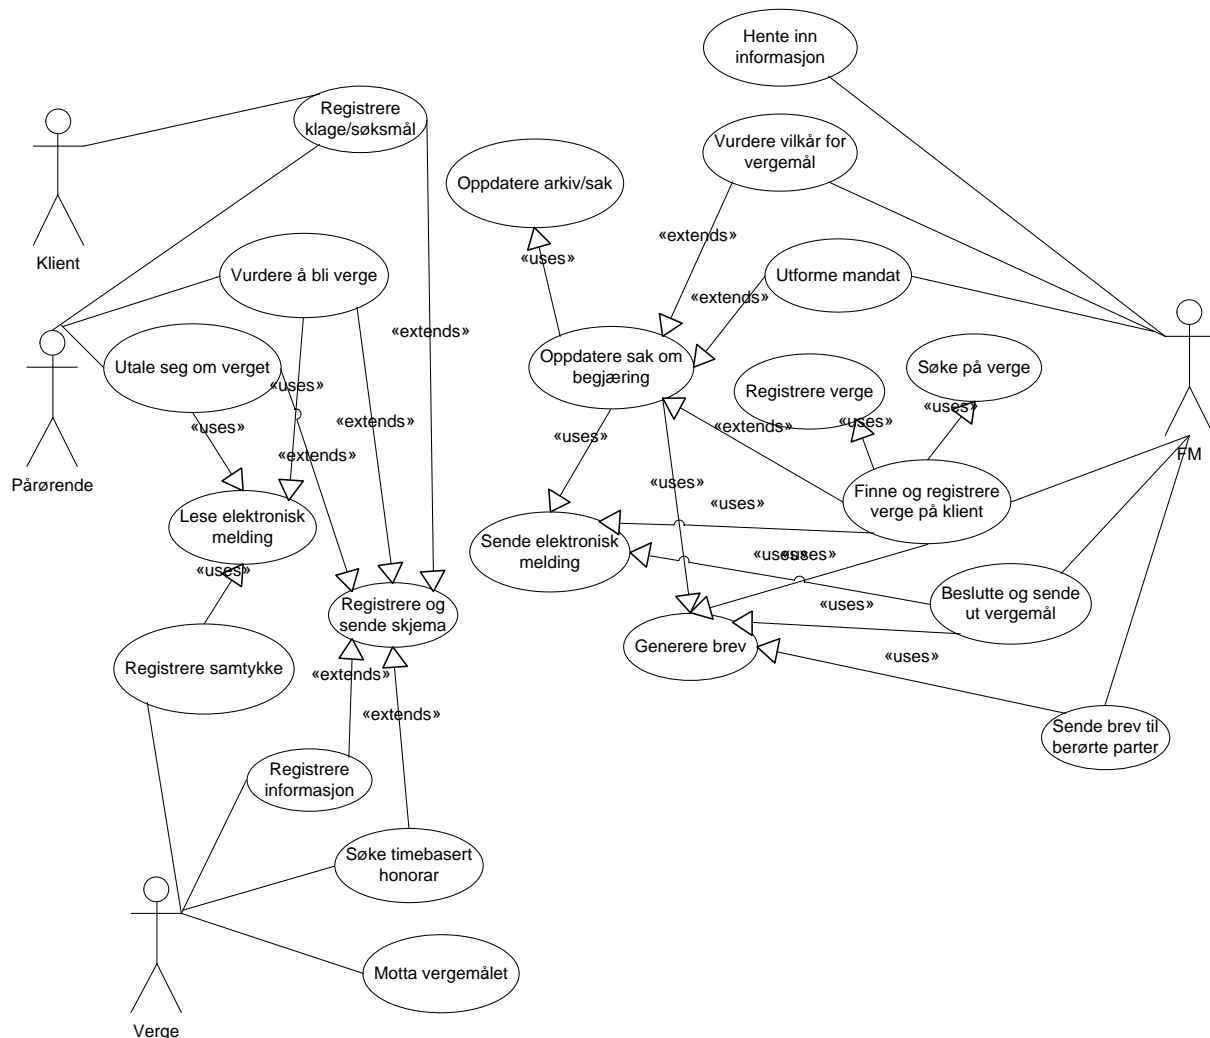 Hente inn
informasjon
Registrere
klage/søksmål
Vurdere vilkår for
vergemål
Oppdatere arkiv/sak
Klient
«extends»
«uses»
Vurdere å bli verge
Utforme mandat
«extends»
«extends»
Oppdatere sak om
begjæring
Utale seg om verget
«uses»
Søke på verge
Registrere verge
«uses»
«uses»
«extends»
«uses»
«extends»
«uses»
FM
«extends»
Pårørende
«uses»
Finne og registrere
verge på klient
Lese elektronisk
melding
«uses»
Sende elektronisk
melding
«uses»
«uses»
«uses»
Beslutte og sende
ut vergemål
Registrere og
sende skjema
«uses»
Generere brev
«uses»
Registrere samtykke
«extends»
«extends»
Sende brev til
berørte parter
Registrere
informasjon
Søke timebasert
honorar
Motta vergemålet
Verge